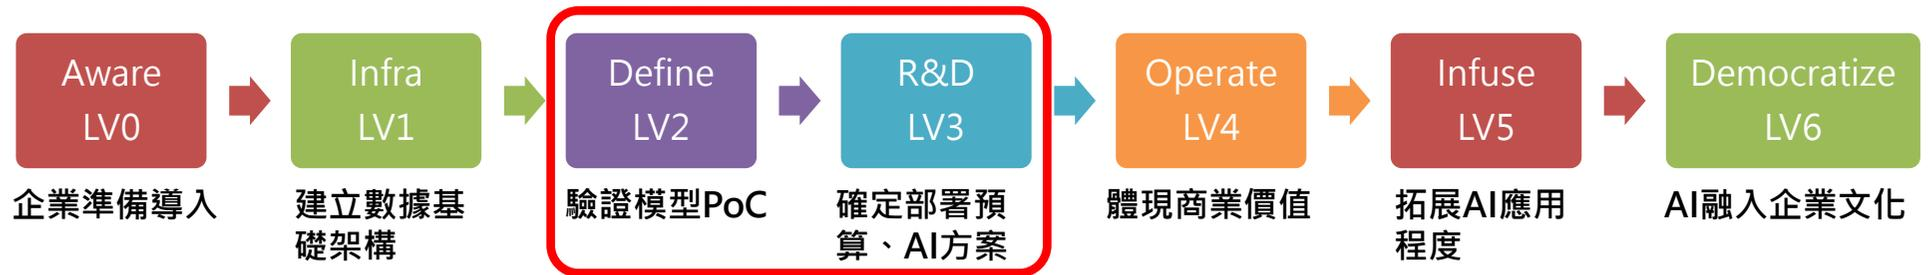 Aware
LV0
企業準備導入
Infra
LV1
建立數據基
礎架構
Define
LV2
驗證模型PoC
R&D
LV3
確定部署預
算、AI方案
Operate
LV4
體現商業價值
Infuse
LV5
拓展AI應用
程度
Democratize
LV6
AI融入企業文化